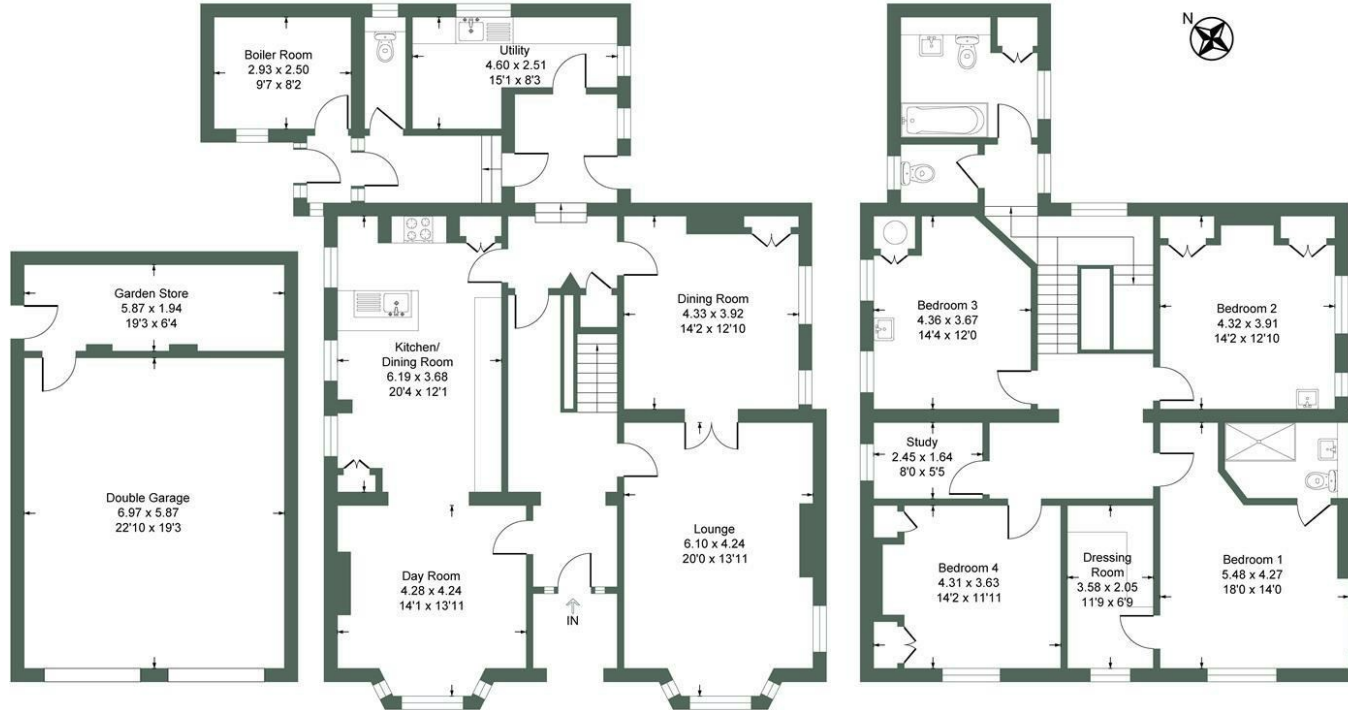 Boiler Room
2.93 x 2.50
9'7 x 8'2
Utility
4.60 x 2.51
15'1 x 8'3
N
Garden Store
5.87 x 1.94
19'3 x 6'4
Kitchen/
Dining Room
6.19 x 3.68
20'4 x 12'1
Dining Room
4.33 x 3.92
14'2 x 12'10
Bedroom 3
4.36 x 3.67
14'4 x 12'0
Bedroom 2
4.32 x 3.91
14'2 x 12'10
Double Garage
6.97 x 5.87
22'10 x 19'3
Study
2.45 x 1.64
8'0 x 5'5
Day Room
4.28 x 4.24
14'1 x 13'11
IN
Lounge
6.10 x 4.24
20'0 x 13'11
Bedroom 4
4.31 x 3.63
14'2 x 11'11
Dressing
Room
3.58 x 2.05
11'9 x 6'9
Bedroom 1
5.48 x 4.27
18'0 x 14'0